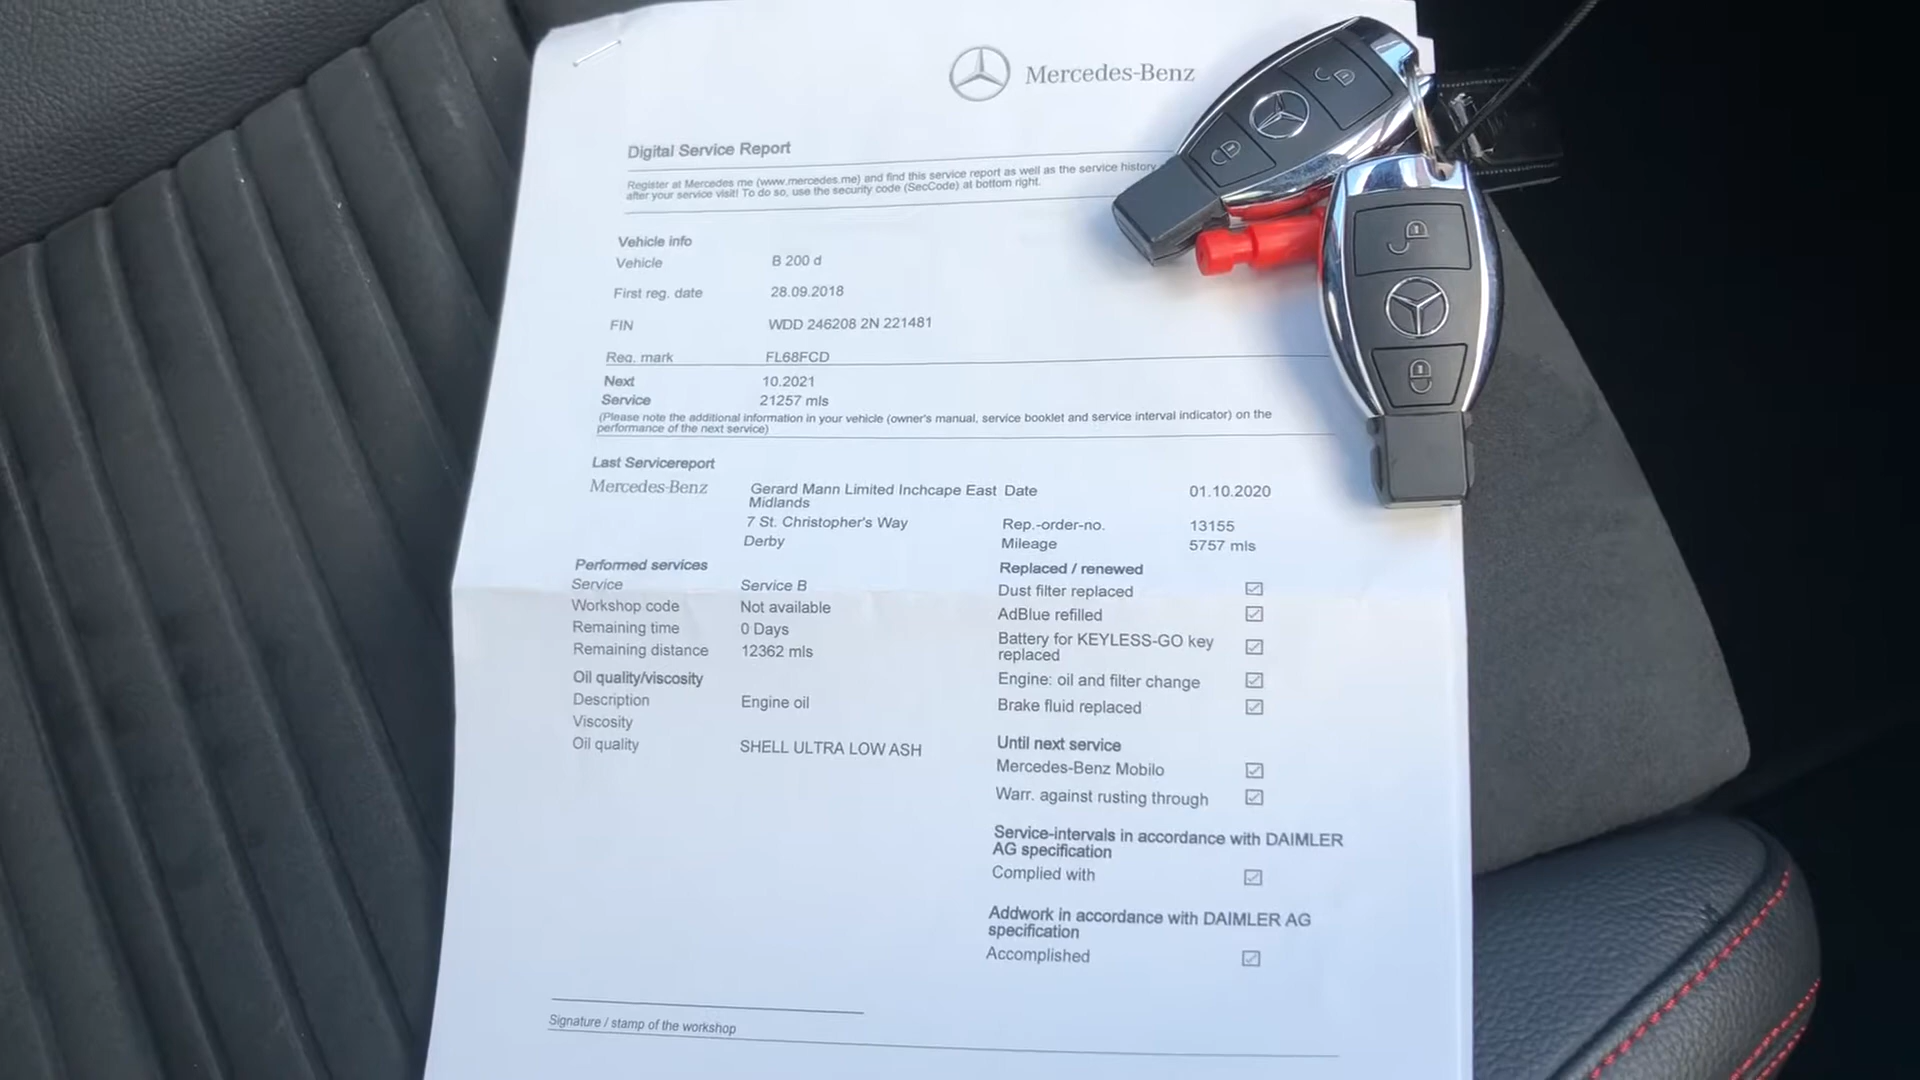 Mercedes-Benz
Digital Service Report
Register at Mercedes me (www.mercedes.me) and find this service report as well as the service history
after your service visit! To do so, use the security code (SecCode) at bottom right.
Vehicle info
Vehicle B 200 d
First reg. date 28.09.2018
FIN WDD 246208 2N 221481
Reg. mark FL68FCD
Next 10.2021
Service 21257 mls
(Please note the additional information in your vehicle (owner's manual, service booklet and service interval indicator) on the
performance of the next service)
Last Servicereport
Mercedes-Benz Gerard Mann Limited Inchcape East Date 01.10.2020
Midlands
7 St. Christopher's Way Rep.-order-no. 13155
Derby Mileage 5757 mls
Performed services Replaced / renewed
Service Service B Dust filter replaced
Workshop code Not available AdBlue refilled
Remaining time 0 Days Battery for KEYLESS-GO key
Remaining distance 12362 mls replaced
Oil quality/viscosity Engine: oil and filter change
Description Engine oil Brake fluid replaced
Viscosity
Oil quality SHELL ULTRA LOW ASH Until next service
Mercedes-Benz Mobilo
Warr. against rusting through
Service-intervals in accordance with DAIMLER
AG specification
Complied with
Addwork in accordance with DAIMLER AG
specification
Accomplished
Signature / stamp of the workshop